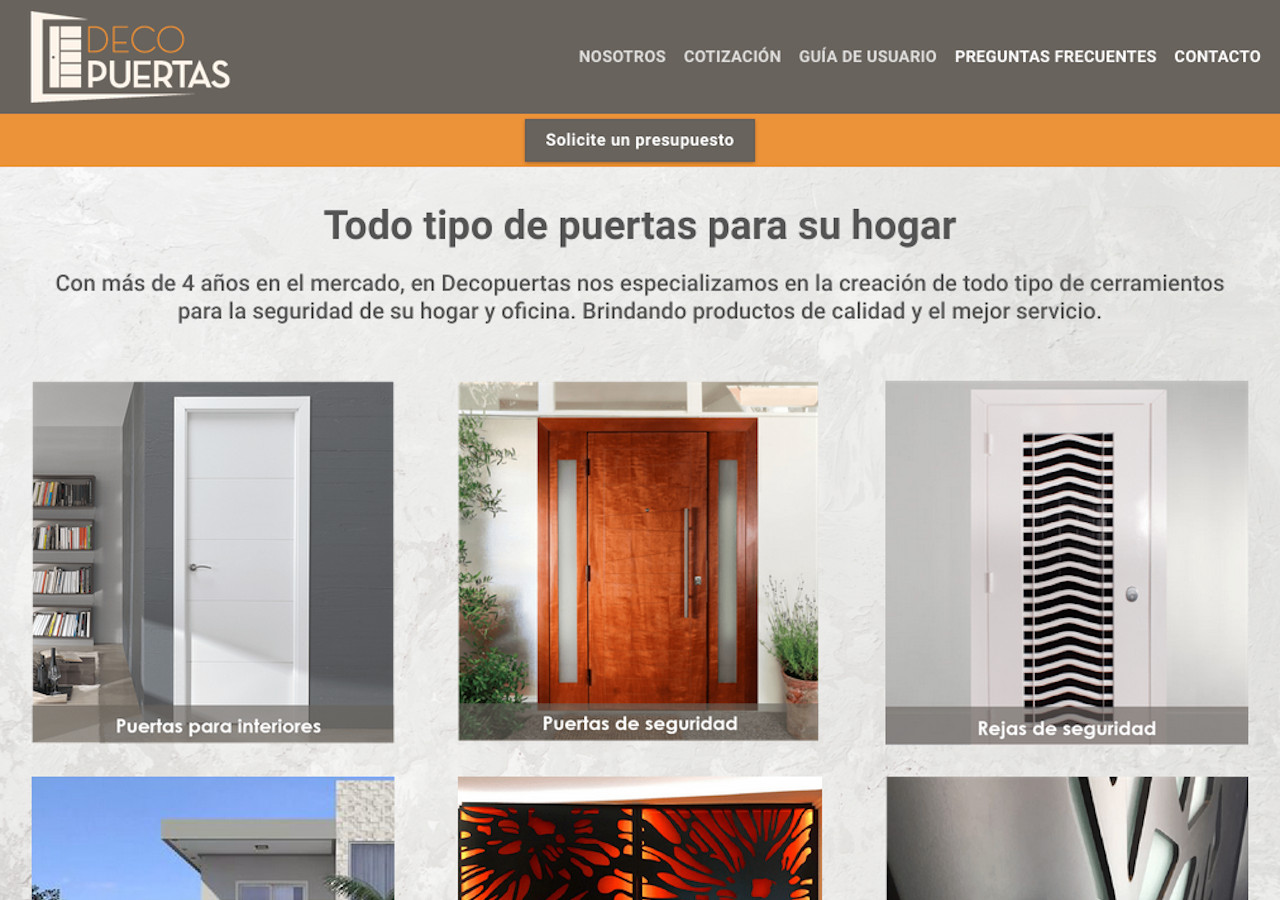 DECO
PUERTAS
NOSOTROS COTIZACIÓN GUÍA DE USUARIO PREGUNTAS FRECUENTES CONTACTO
Solicite un presupuesto
Todo tipo de puertas para su hogar
Con más de 4 años en el mercado, en Decopuertas nos especializamos en la creación de todo tipo de cerramientos
para la seguridad de su hogar y oficina. Brindando productos de calidad y el mejor servicio.
Puertas para interiores
Puertas de seguridad
Rejas de seguridad